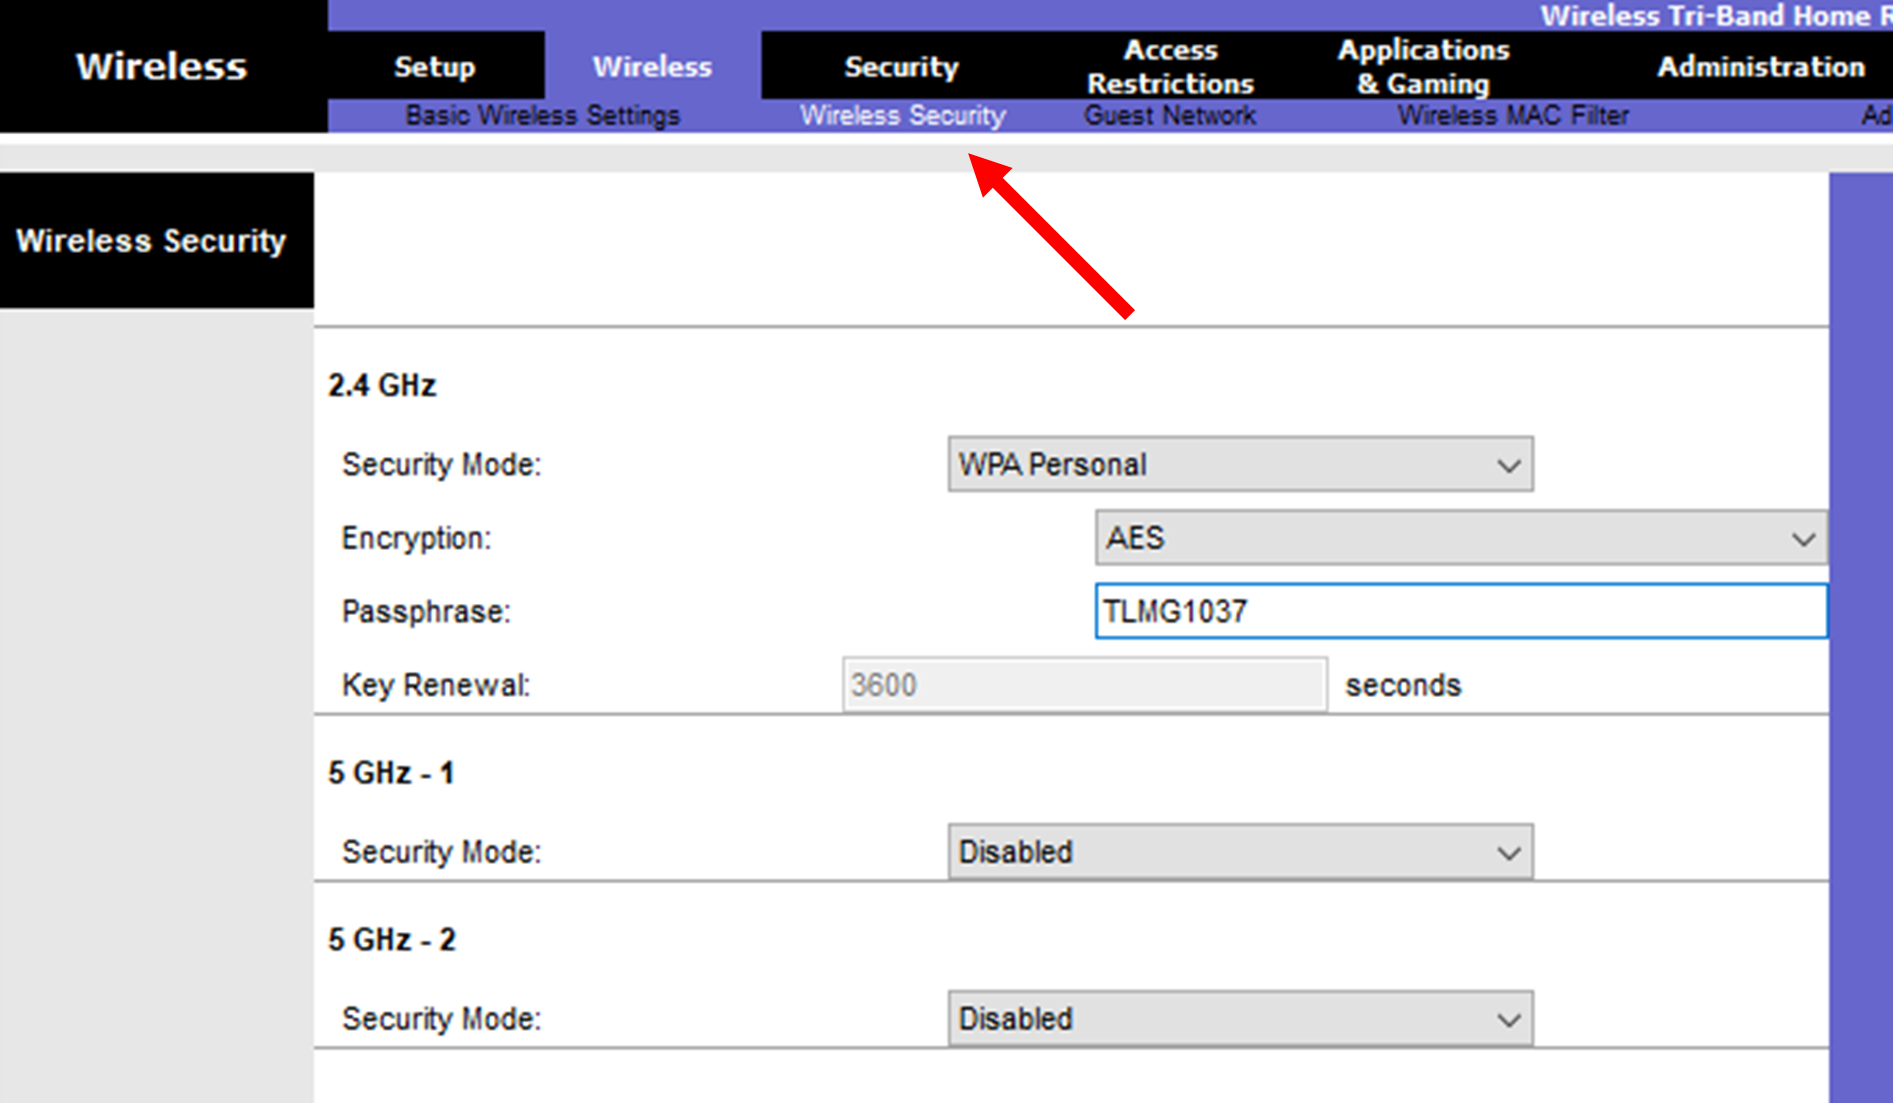 Wireless Tri-Band Home R
Wireless
Setup
Wireless
Security
Access
Restrictions
Applications
& Gaming
Administration
Basic Wireless Settings
Wireless Security
Guest Network
Wireless MAC Filter
Ad
Wireless Security
2.4 GHz
Security Mode: WPA Personal
Encryption: AES
Passphrase: TLMG1037
Key Renewal: 3600 seconds
5 GHz - 1
Security Mode: Disabled
5 GHz - 2
Security Mode: Disabled